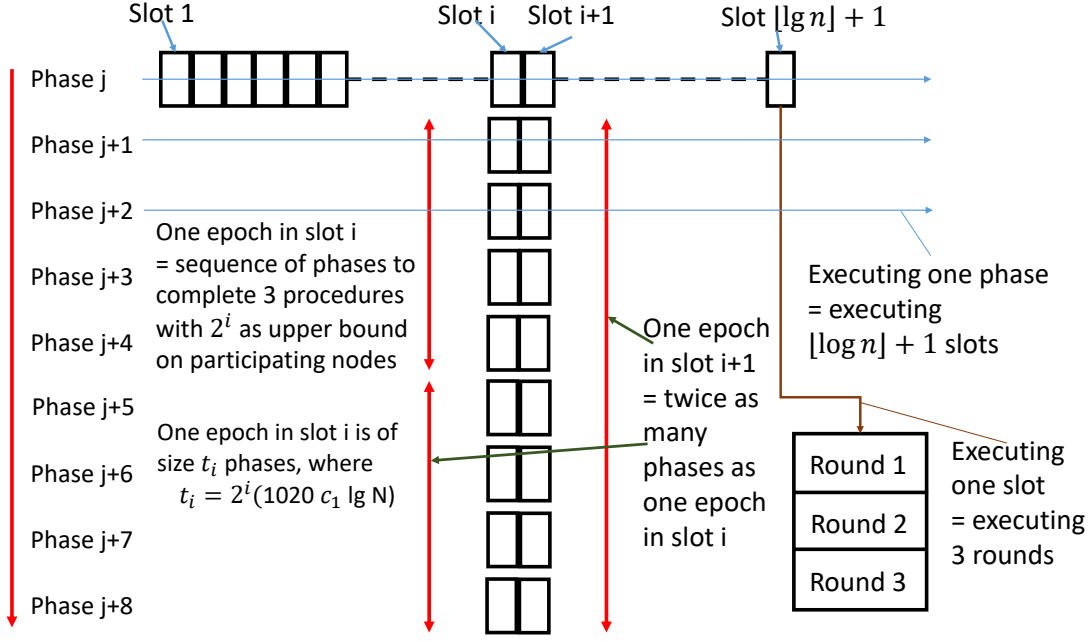 Slot 1
Slot i
Slot i+1
Slot ⌊lg n⌋ + 1
Phase j
Phase j+1
Phase j+2
Phase j+3
Phase j+4
Phase j+5
Phase j+6
Phase j+7
Phase j+8
One epoch in slot i
= sequence of phases to
complete 3 procedures
with 2^i as upper bound
on participating nodes
One epoch in slot i is of
size t_i phases, where
t_i = 2^i(1020 c_1 lg N)
One epoch
in slot i+1
= twice as
many
phases as
one epoch
in slot i
Executing one phase
= executing
⌊log n⌋ + 1 slots
Round 1
Round 2
Round 3
Executing
one slot
= executing
3 rounds